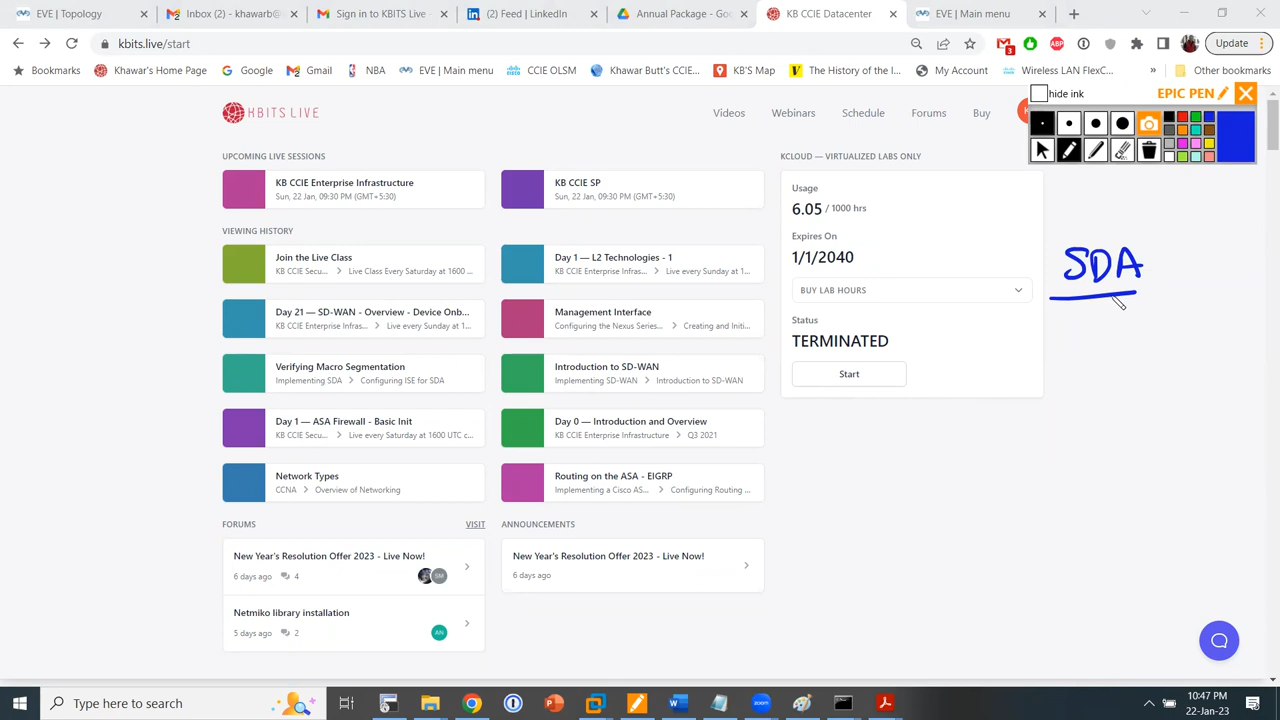 EVE | Topology
Inbox (2) - khawarb@
Sign in to KBITS Live
(2) Feed | LinkedIn
Annual Package - Goo
KB CCIE Datacenter
EVE | Main menu
kbits.live/start
3
ABP
Update
Bookmarks
Khawar's Home Page
Google
Gmail
NBA
EVE | Main menu
CCIE OLSM
Khawar Butt's CCIE...
KB'S Map
The History of the I...
My Account
Wireless LAN FlexC...
»
Other bookmarks
hide ink
EPIC PEN
KBITS LIVE
Videos
Webinars
Schedule
Forums
Buy
UPCOMING LIVE SESSIONS
KB CCIE Enterprise Infrastructure
Sun, 22 Jan, 09:30 PM (GMT+5:30)
KB CCIE SP
Sun, 22 Jan, 09:30 PM (GMT+5:30)
VIEWING HISTORY
Join the Live Class
KB CCIE Secu... > Live Class Every Saturday at 1600 ...
Day 1 — L2 Technologies - 1
KB CCIE Enterprise Infras... > Live every Sunday at 1...
Day 21 — SD-WAN - Overview - Device Onb...
KB CCIE Enterprise Infras... > Live every Sunday at 1...
Management Interface
Configuring the Nexus Series... > Creating and Initi...
Verifying Macro Segmentation
Implementing SDA > Configuring ISE for SDA
Introduction to SD-WAN
Implementing SD-WAN > Introduction to SD-WAN
Day 1 — ASA Firewall - Basic Init
KB CCIE Secu... > Live every Saturday at 1600 UTC c...
Day 0 — Introduction and Overview
KB CCIE Enterprise Infrastructure > Q3 2021
Network Types
CCNA > Overview of Networking
Routing on the ASA - EIGRP
Implementing a Cisco AS... > Configuring Routing ...
FORUMS
VISIT
New Year's Resolution Offer 2023 - Live Now!
6 days ago
4
SM
Netmiko library installation
5 days ago
2
AN
ANNOUNCEMENTS
New Year's Resolution Offer 2023 - Live Now!
6 days ago
KCLOUD — VIRTUALIZED LABS ONLY
Usage
6.05 / 1000 hrs
Expires On
1/1/2040
BUY LAB HOURS
Status
TERMINATED
Start
SDA
Type here to search
10:47 PM
22-Jan-23